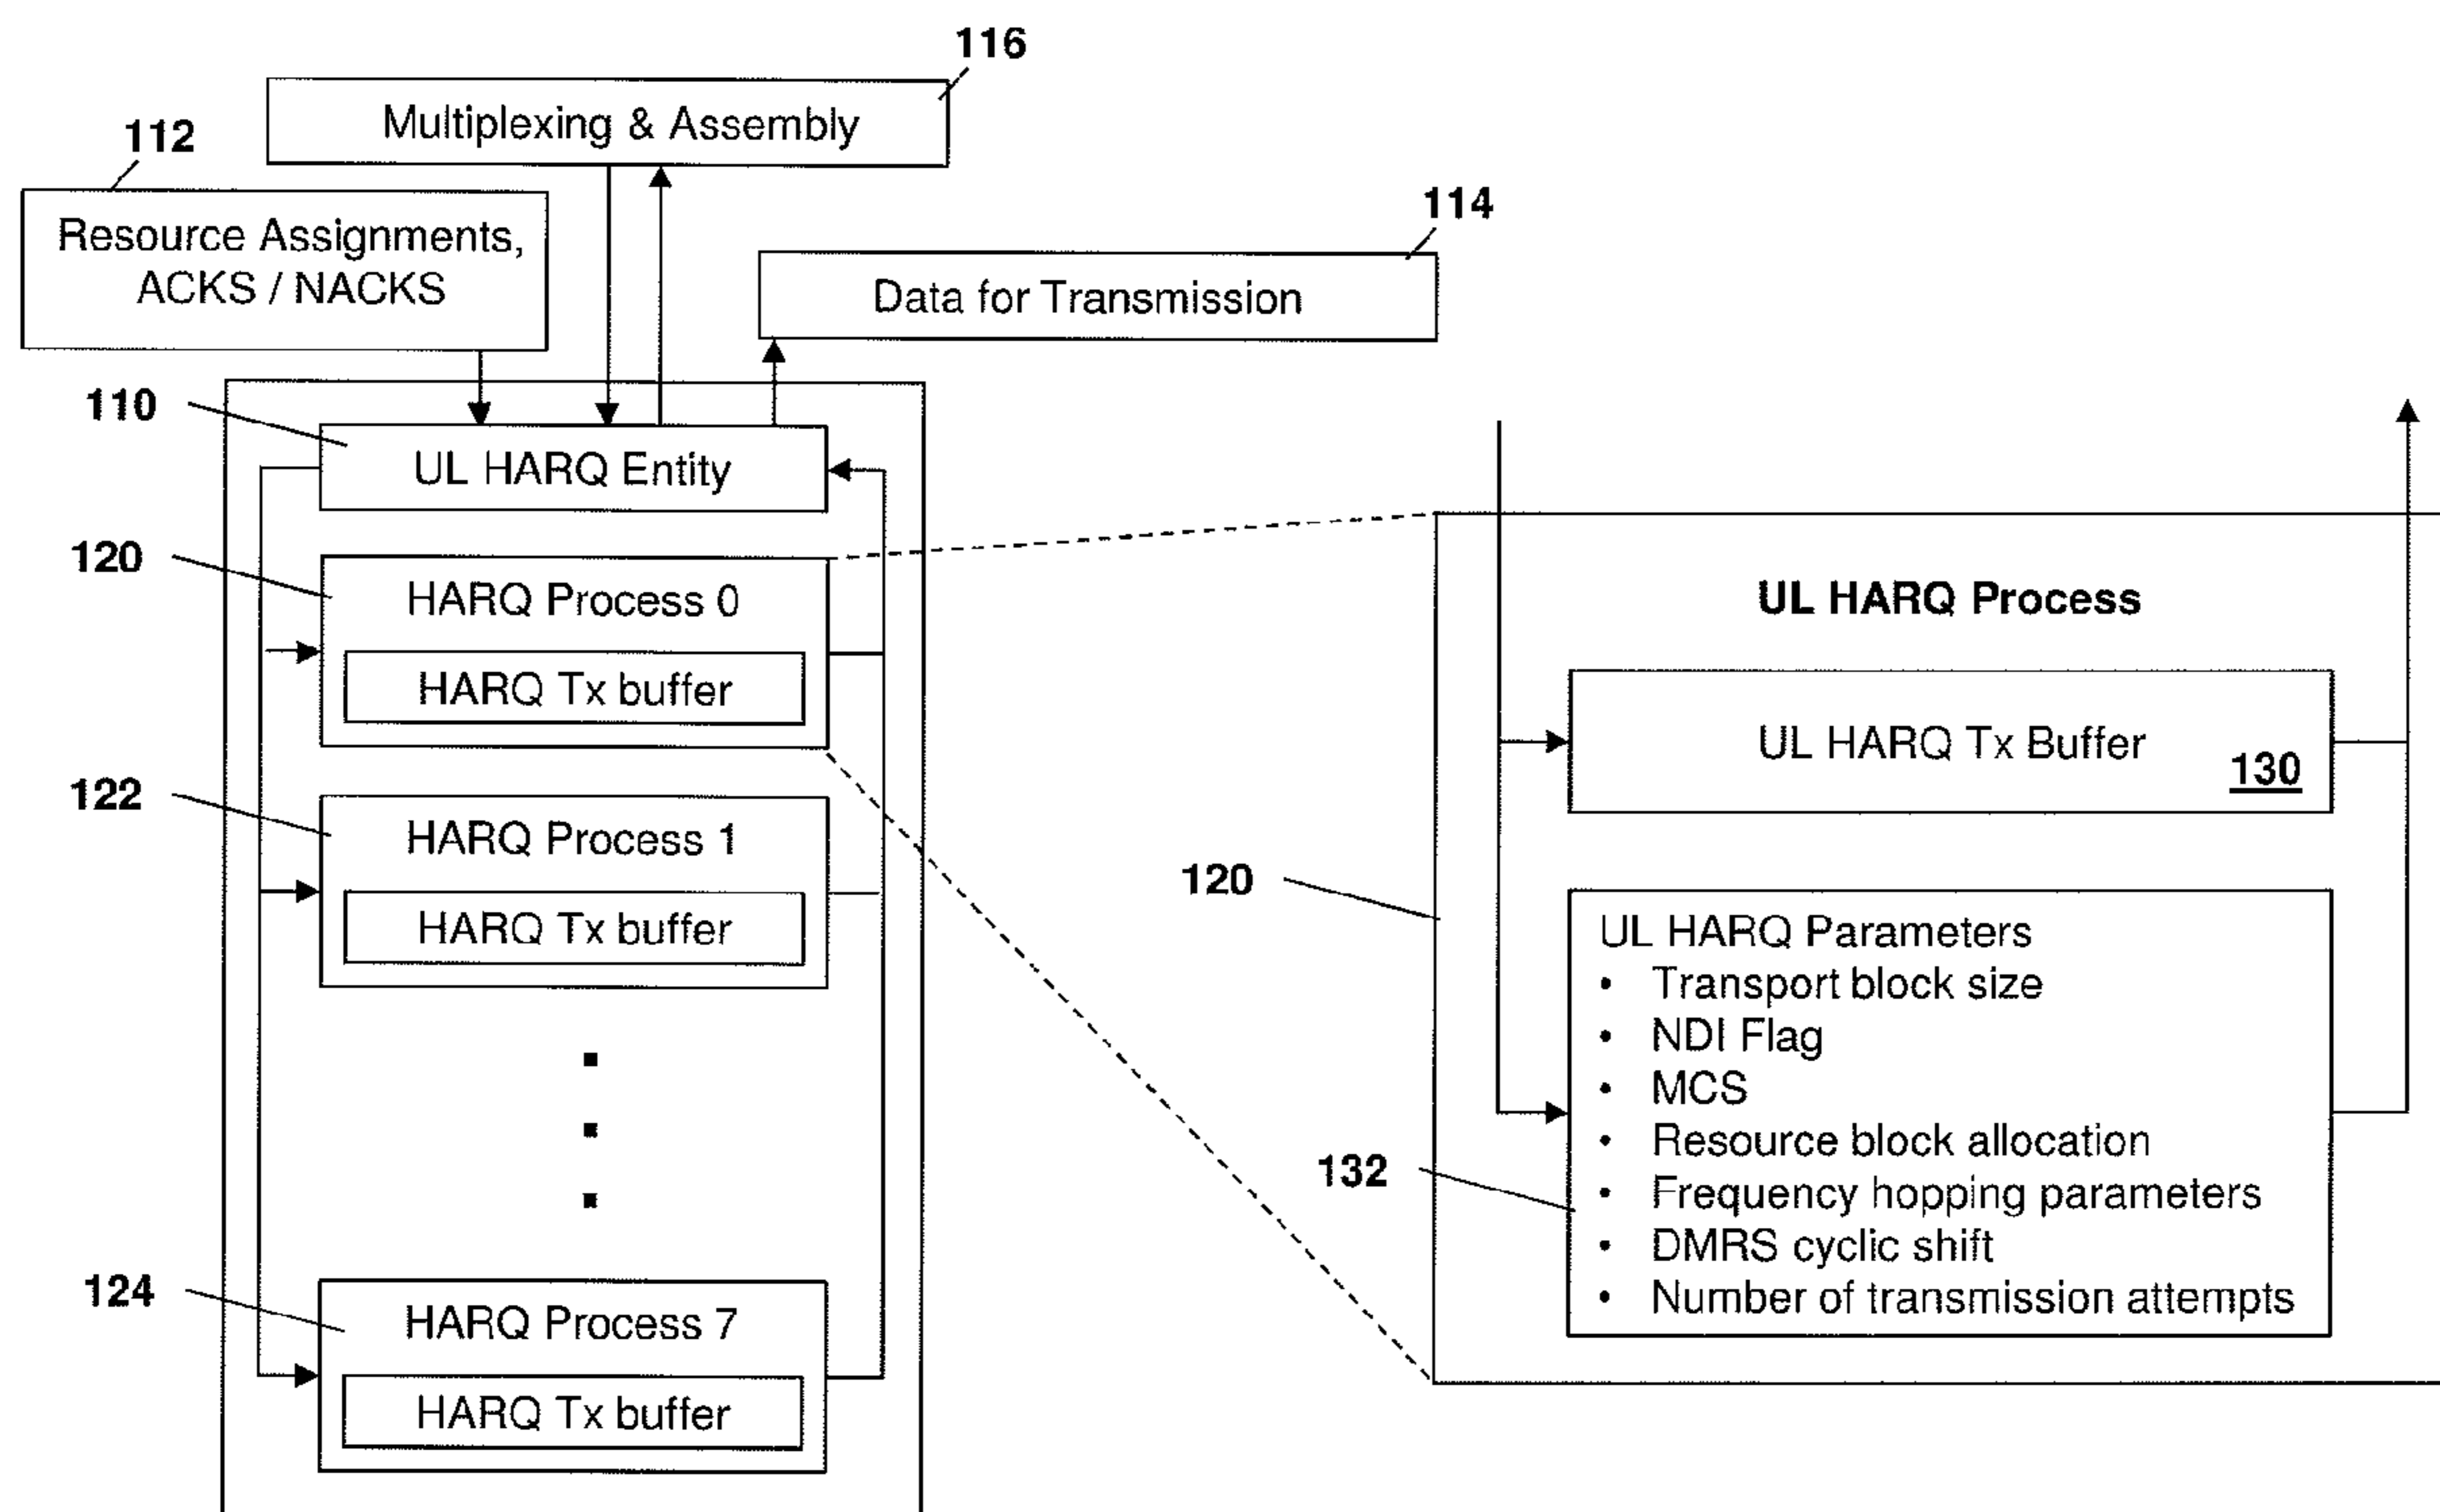 116
Multiplexing & Assembly
112
Resource Assignments,
ACKS / NACKS
114
Data for Transmission
110
UL HARQ Entity
120
HARQ Process 0
HARQ Tx buffer
122
HARQ Process 1
HARQ Tx buffer
124
HARQ Process 7
HARQ Tx buffer
UL HARQ Process
UL HARQ Tx Buffer
130
120
UL HARQ Parameters
• Transport block size
• NDI Flag
• MCS
• Resource block allocation
• Frequency hopping parameters
• DMRS cyclic shift
• Number of transmission attempts
132